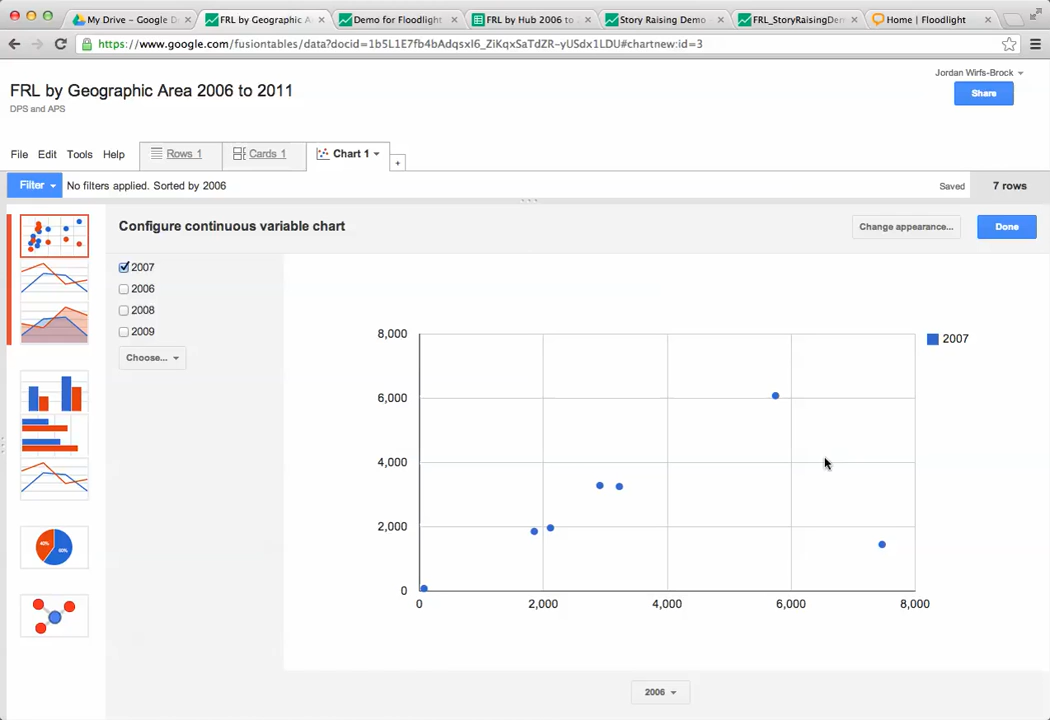 My Drive – Google D
FRL by Geographic A
Demo for Floodlight
FRL by Hub 2006 to
Story Raising Demo
FRL_StoryRaisingDem
Home | Floodlight
https://www.google.com/fusiontables/data?docid=1b5L1E7fb4bAdqsxI6_ZiKqxSaTdZR-yUSdx1LDU#chartnew:id=3
Jordan Wirfs-Brock
FRL by Geographic Area 2006 to 2011
Share
DPS and APS
File Edit Tools Help
Rows 1
Cards 1
Chart 1
+
Filter
No filters applied. Sorted by 2006
Saved
7 rows
Configure continuous variable chart
Change appearance...
Done
2007
2006
2008
2009
Choose...
8,000
6,000
4,000
2,000
0
0 2,000 4,000 6,000 8,000
2007
40%
60%
2006